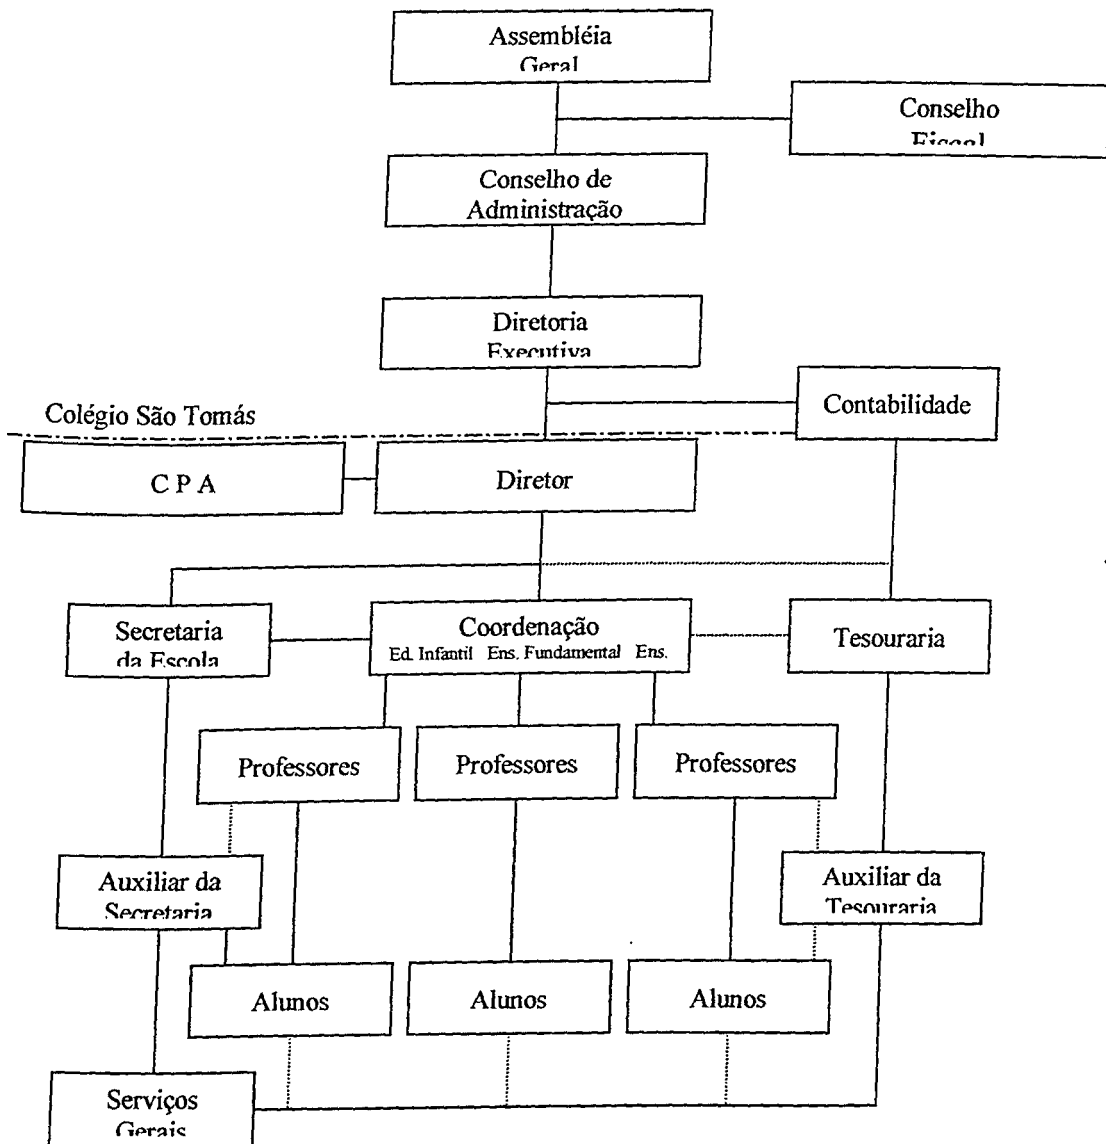 Assembléia
Geral
Conselho
Fiscal
Conselho de
Administração
Diretoria
Executiva
Contabilidade
Colégio São Tomás
C P A
Diretor
Secretaria
da Escola
Coordenação
Ed. Infantil Ens. Fundamental Ens.
Tesouraria
Professores
Professores
Professores
Auxiliar da
Secretaria
Auxiliar da
Tesouraria
Alunos
Alunos
Alunos
Serviços
Gerais